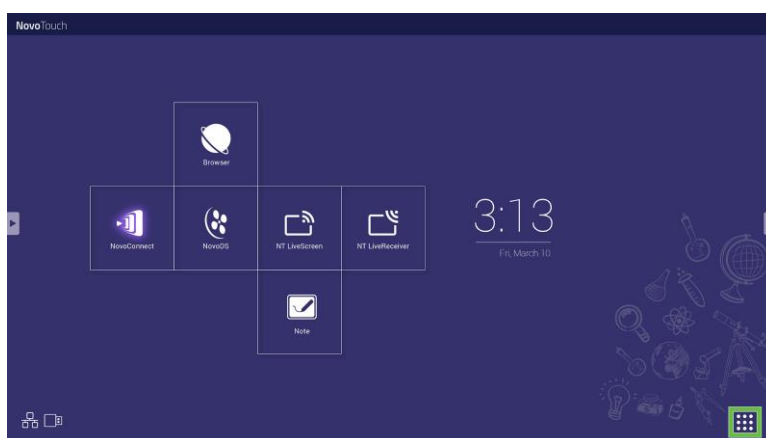 NovoTouch
Browser
NovoConnect
NovoDS
NT LiveScreen
NT LiveReceiver
3:13
Fri, March 10
Note